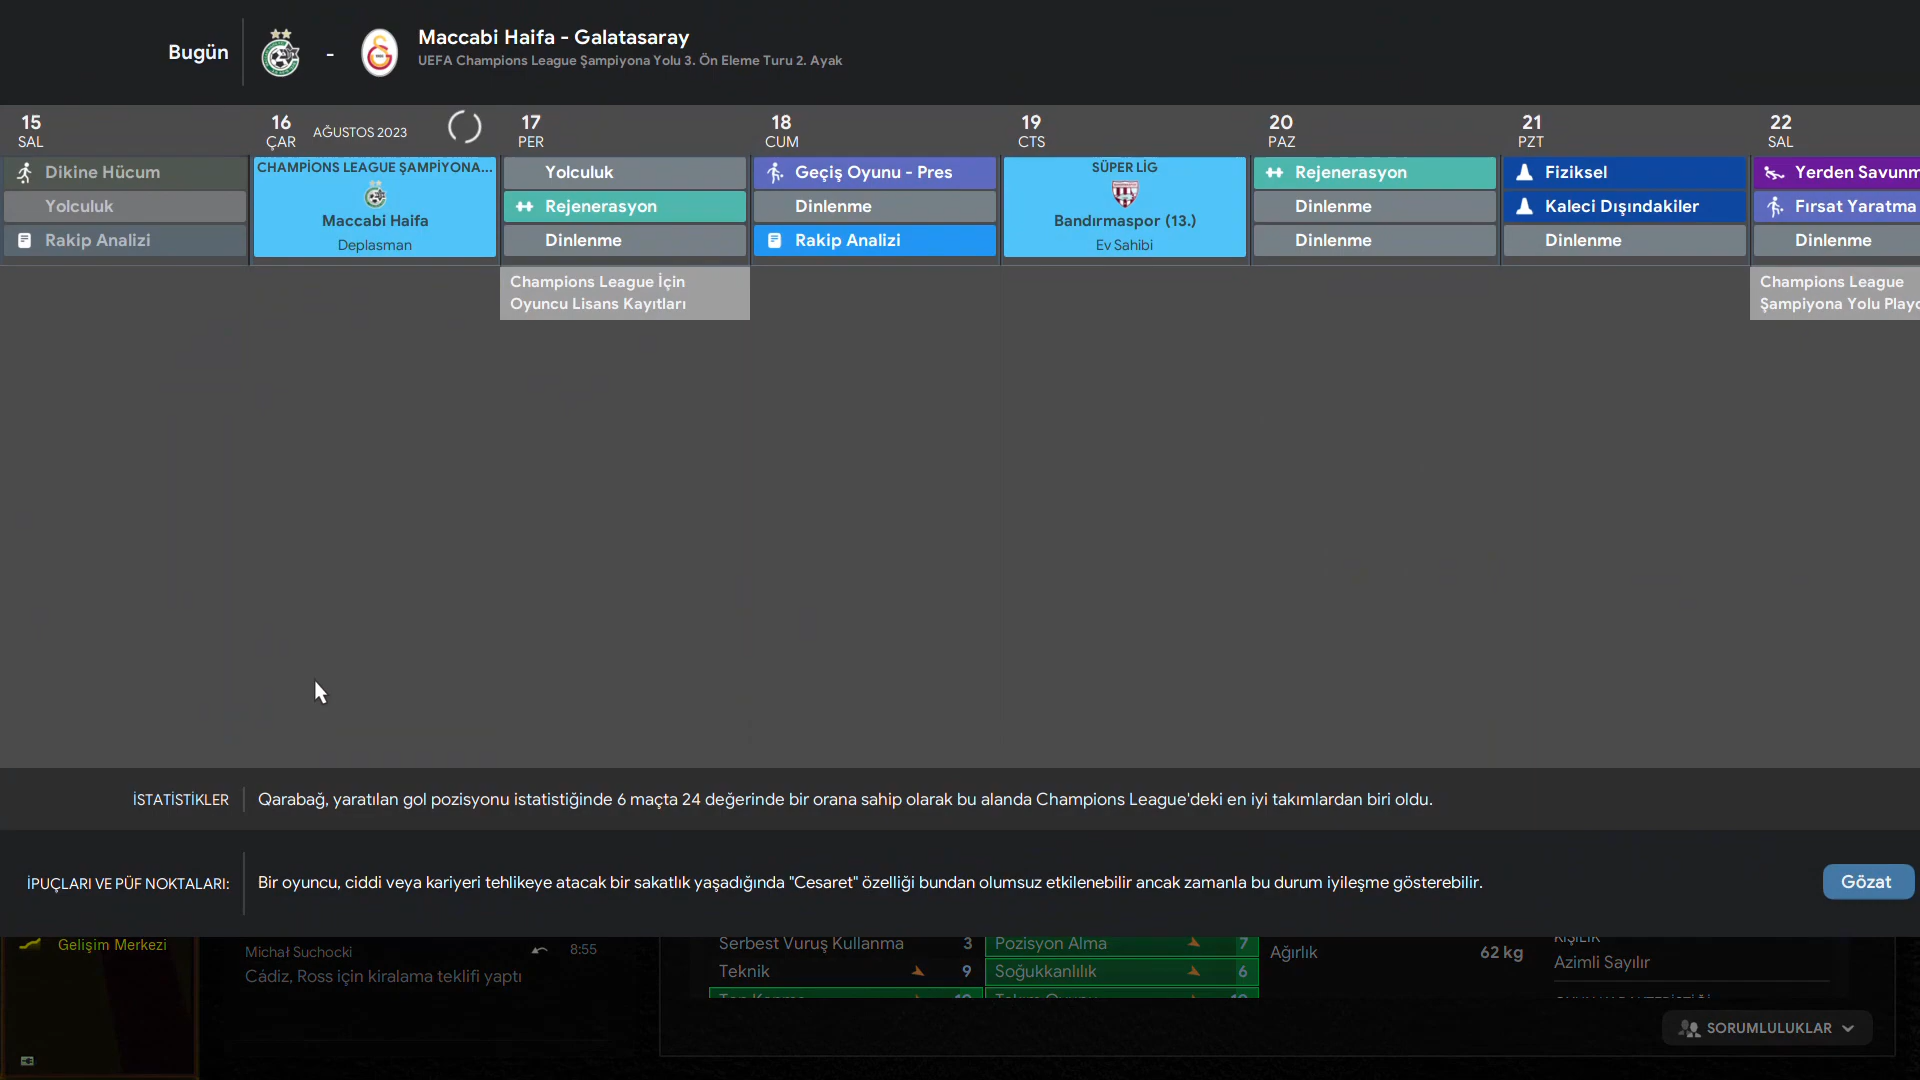 Bugün
-
Maccabi Haifa - Galatasaray
UEFA Champions League Şampiyona Yolu 3. Ön Eleme Turu 2. Ayak
15
SAL
16
ÇAR
AĞUSTOS 2023
17
PER
18
CUM
19
CTS
20
PAZ
21
PZT
22
SAL
Dikine Hücum
Yolculuk
Rakip Analizi
CHAMPİONS LEAGUE ŞAMPİYONA...
Maccabi Haifa
Deplasman
Yolculuk
Rejenerasyon
Dinlenme
Champions League İçin
Oyuncu Lisans Kayıtları
Geçiş Oyunu - Pres
Dinlenme
Rakip Analizi
SÜPER LİG
Bandırmaspor (13.)
Ev Sahibi
Rejenerasyon
Dinlenme
Dinlenme
Fiziksel
Kaleci Dışındakiler
Dinlenme
Yerden Savunm
Fırsat Yaratma
Dinlenme
Champions League
Şampiyona Yolu Playo
İSTATİSTİKLER
Qarabağ, yaratılan gol pozisyonu istatistiğinde 6 maçta 24 değerinde bir orana sahip olarak bu alanda Champions League'deki en iyi takımlardan biri oldu.
İPUÇLARI VE PÜF NOKTALARI:
Bir oyuncu, ciddi veya kariyeri tehlikeye atacak bir sakatlık yaşadığında "Cesaret" özelliği bundan olumsuz etkilenebilir ancak zamanla bu durum iyileşme gösterebilir.
Gözat
Gelişim Merkezi
Michał Suchocki
8:55
Cádiz, Ross için kiralama teklifi yaptı
Serbest Vuruş Kullanma 3
Teknik 9
Pozisyon Alma 7
Soğukkanlılık 6
Ağırlık 62 kg
KİŞİLİK
Azimli Sayılır
SORUMLULUKLAR